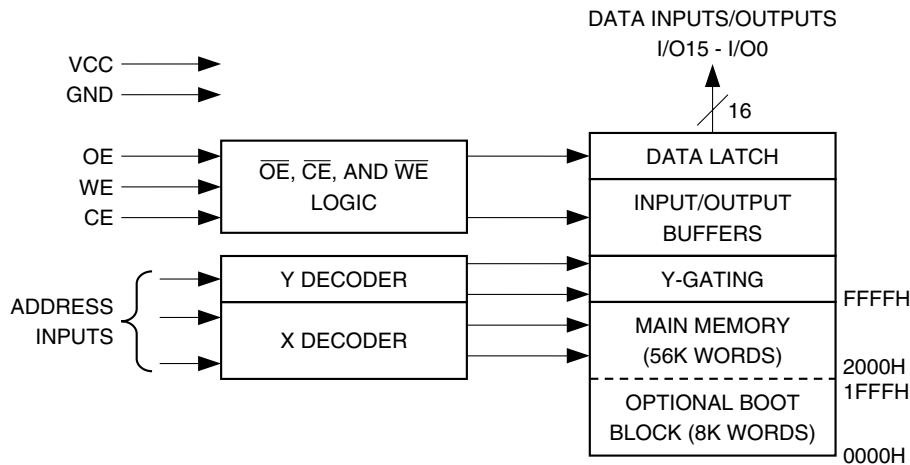 DATA INPUTS/OUTPUTS
I/O15 - I/O0
16
VCC
GND
OE
WE
CE
OE, CE, AND WE
LOGIC
DATA LATCH
INPUT/OUTPUT
BUFFERS
ADDRESS
INPUTS
Y DECODER
X DECODER
Y-GATING
MAIN MEMORY
(56K WORDS)
OPTIONAL BOOT
BLOCK (8K WORDS)
FFFFH
2000H
1FFFH
0000H